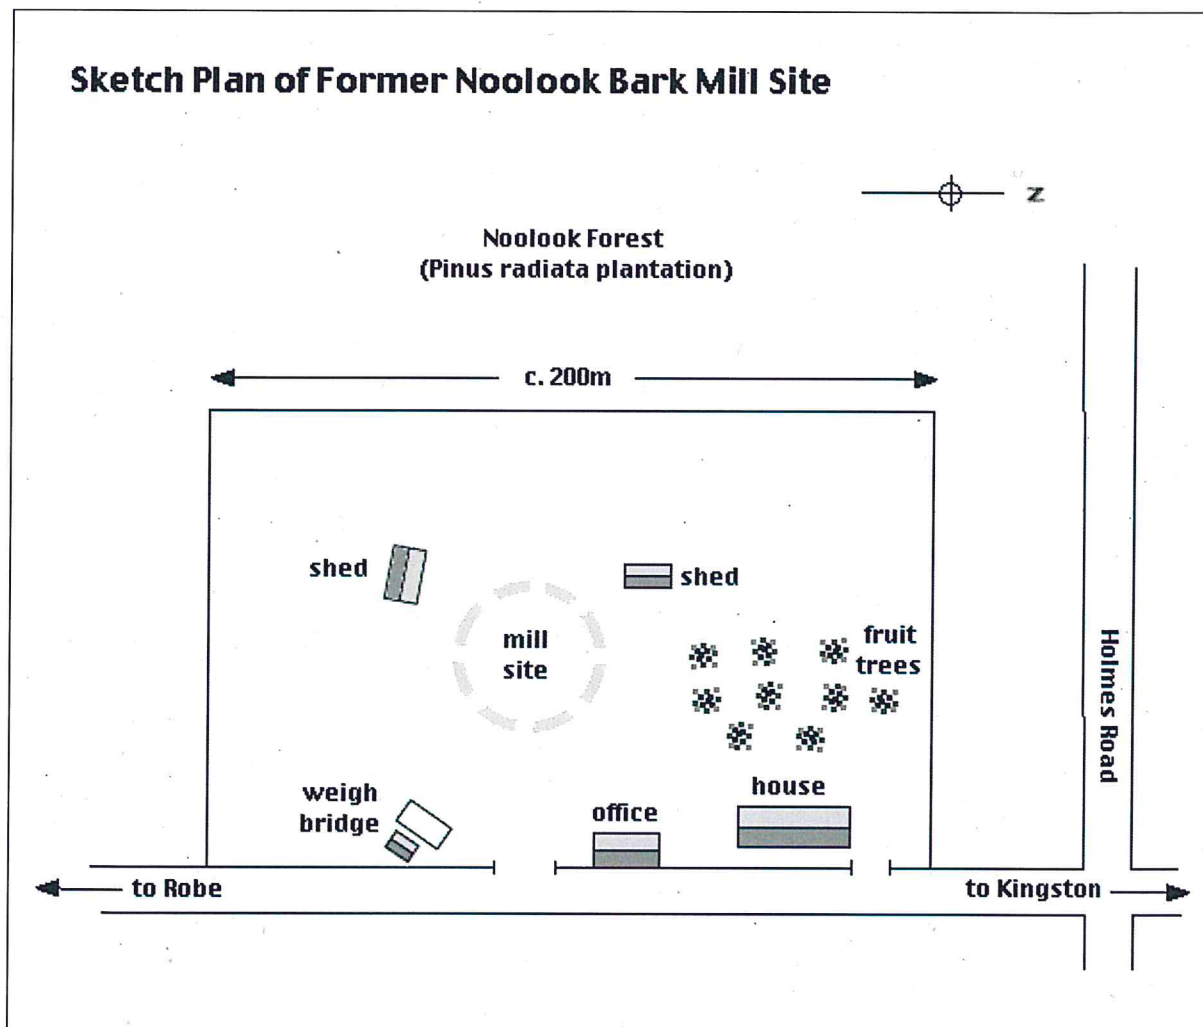 Sketch Plan of Former Noolook Bark Mill Site
N
Noolook Forest
(Pinus radiata plantation)
c. 200m
shed
shed
mill
site
fruit
trees
Holmes Road
weigh
bridge
office
house
to Robe
to Kingston